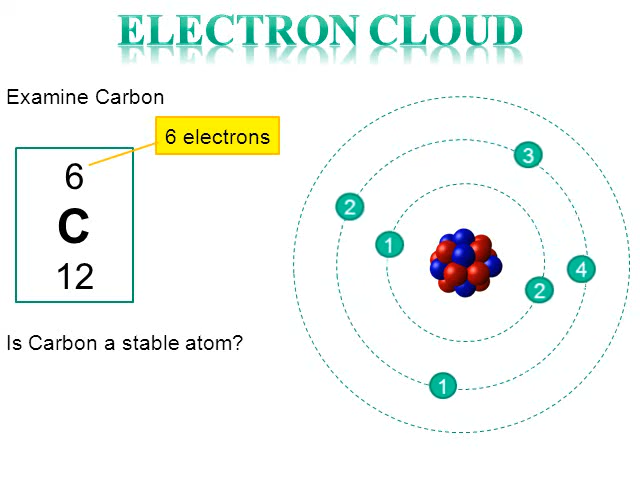 ELECTRON CLOUD
Examine Carbon
6 electrons
6
C
12
Is Carbon a stable atom?
3
2
1
4
2
1